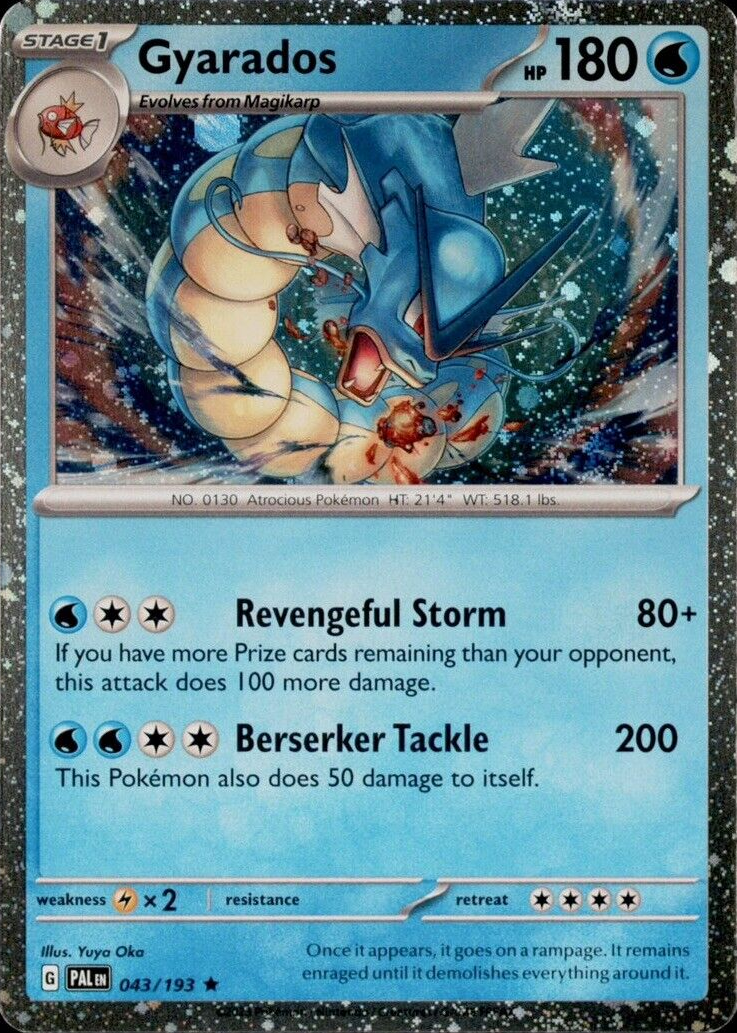 STAGE 1
Gyarados
HP 180
Evolves from Magikarp
NO. 0130 Atrocious Pokémon HT: 21'4" WT: 518.1 lbs.
Revengeful Storm 80+
If you have more Prize cards remaining than your opponent,
this attack does 100 more damage.
Berserker Tackle 200
This Pokémon also does 50 damage to itself.
weakness ×2 resistance retreat
Illus. Yuya Oka
Once it appears, it goes on a rampage. It remains
enraged until it demolishes everything around it.
G PAL EN 043/193 ★